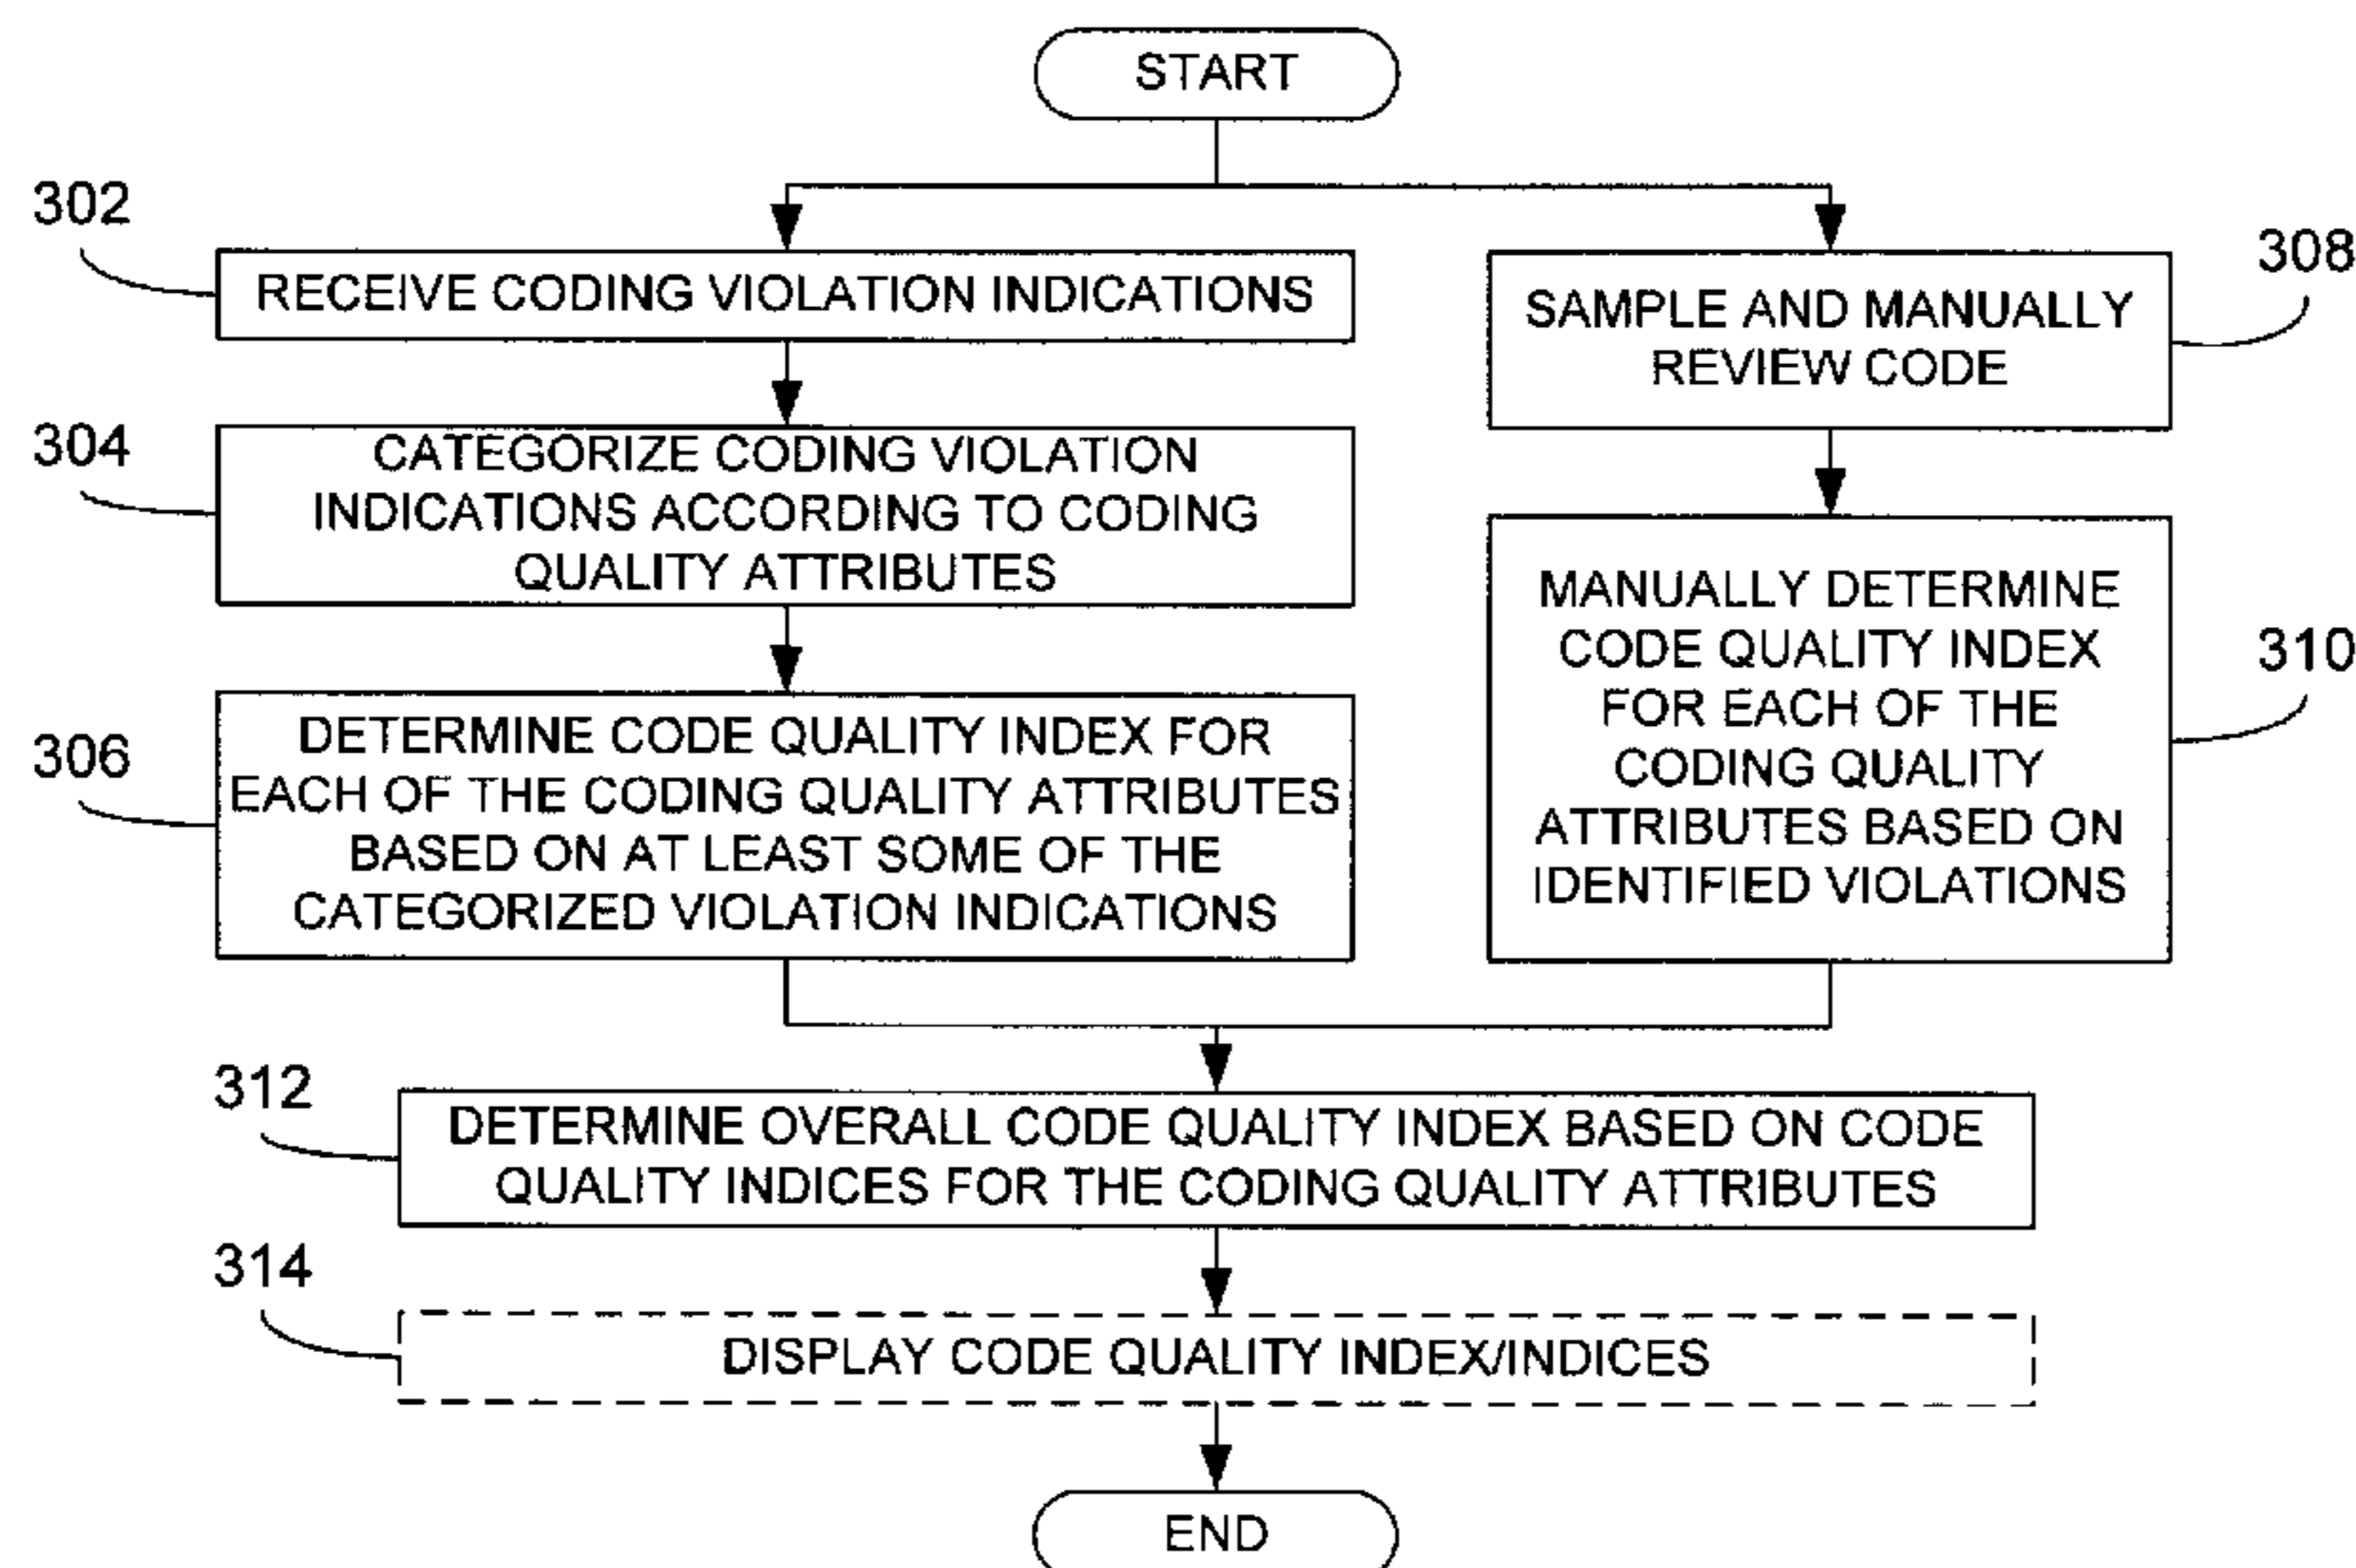 START
302
RECEIVE CODING VIOLATION INDICATIONS
304
CATEGORIZE CODING VIOLATION
INDICATIONS ACCORDING TO CODING
QUALITY ATTRIBUTES
306
DETERMINE CODE QUALITY INDEX FOR
EACH OF THE CODING QUALITY ATTRIBUTES
BASED ON AT LEAST SOME OF THE
CATEGORIZED VIOLATION INDICATIONS
308
SAMPLE AND MANUALLY
REVIEW CODE
310
MANUALLY DETERMINE
CODE QUALITY INDEX
FOR EACH OF THE
CODING QUALITY
ATTRIBUTES BASED ON
IDENTIFIED VIOLATIONS
312
DETERMINE OVERALL CODE QUALITY INDEX BASED ON CODE
QUALITY INDICES FOR THE CODING QUALITY ATTRIBUTES
314
DISPLAY CODE QUALITY INDEX/INDICES
END